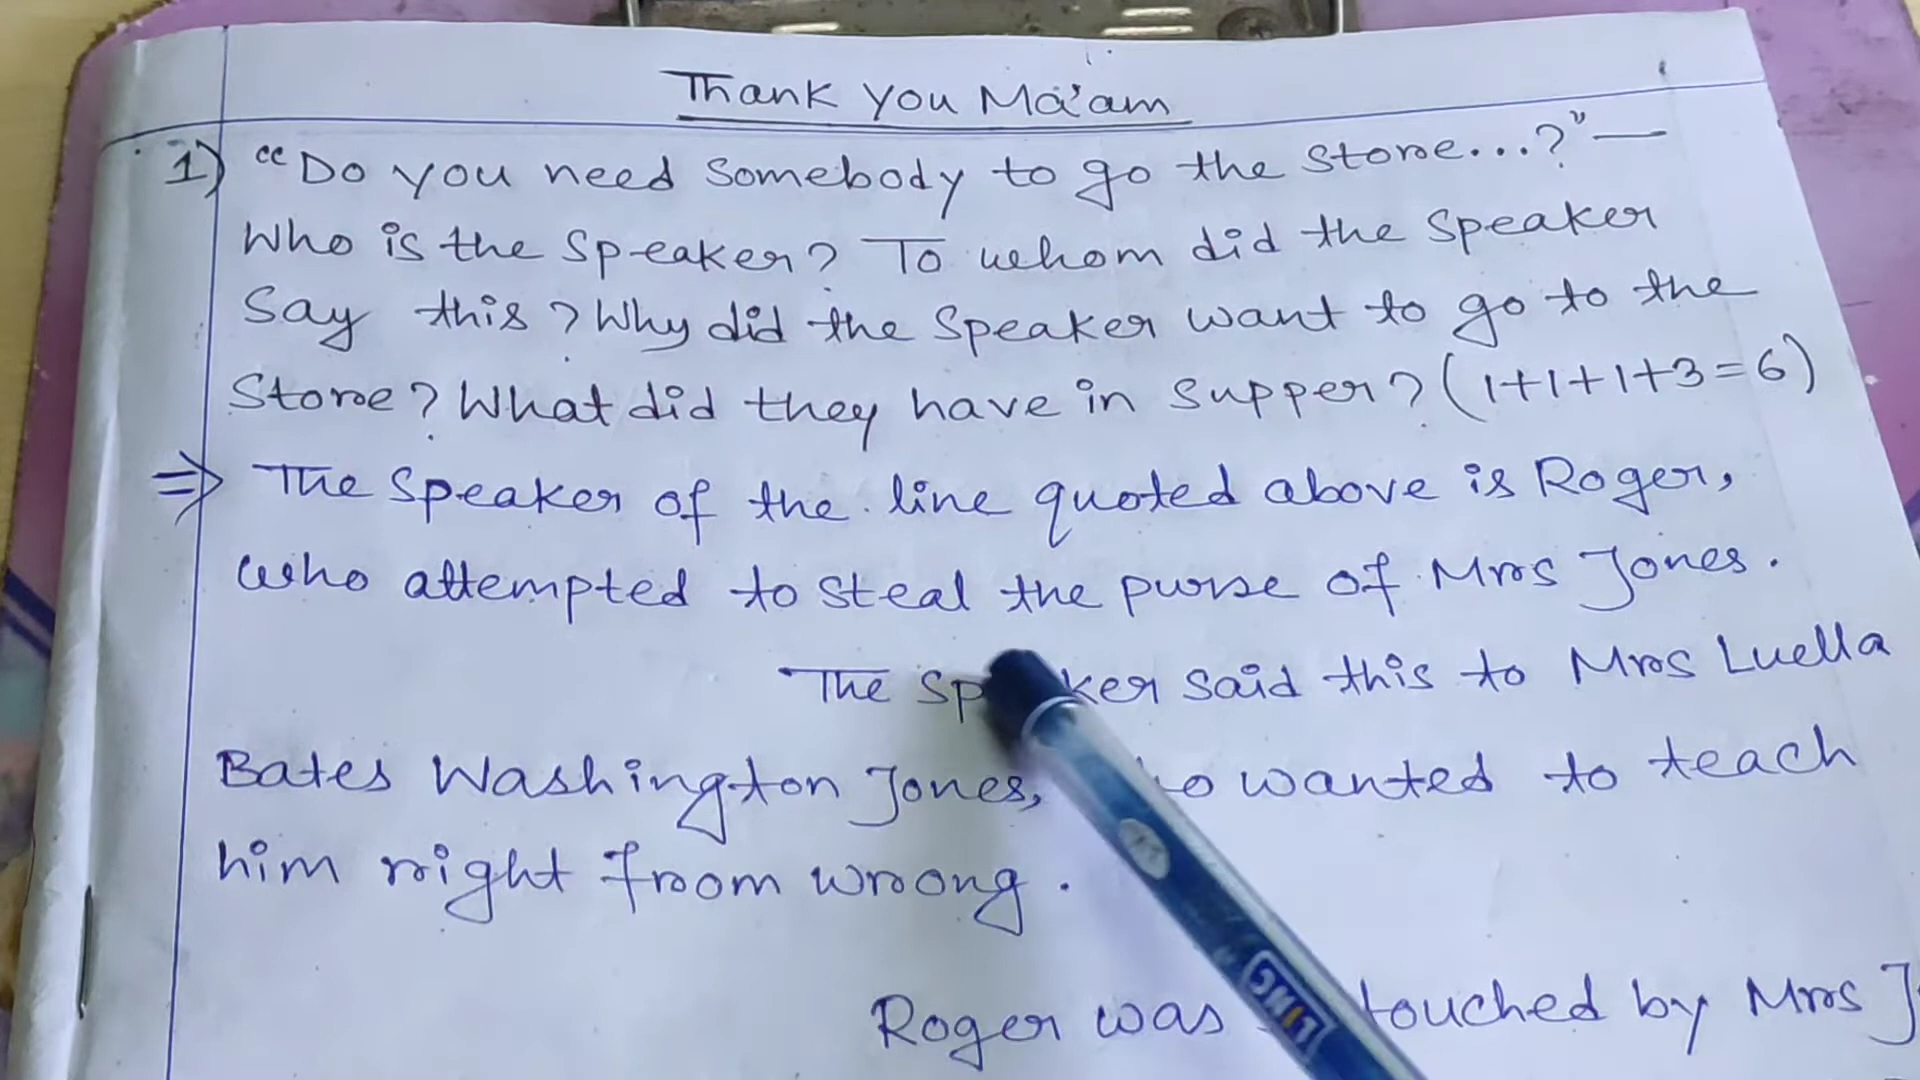 Thank You Ma'am
1) "Do you need somebody to go the store...?" —
Who is the speaker? To whom did the speaker
say this? Why did the speaker want to go to the
store? What did they have in supper? (1+1+1+3=6)
⇒ The speaker of the line quoted above is Roger,
who attempted to steal the purse of Mrs Jones.
The said this to Mrs Luella
Bates Washington Jones, wanted to teach
him right from wrong.
Roger was touched by Mrs
LINC